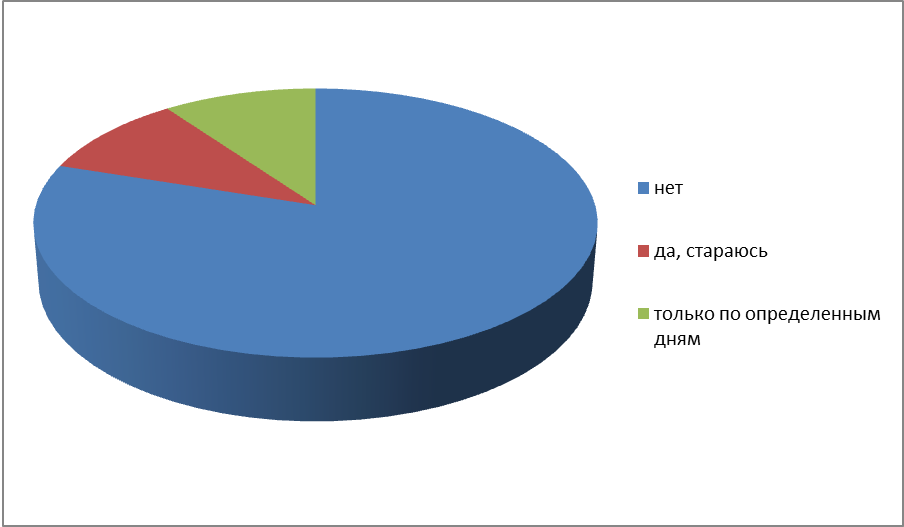 нет
да, стараюсь
только по определенным
дням